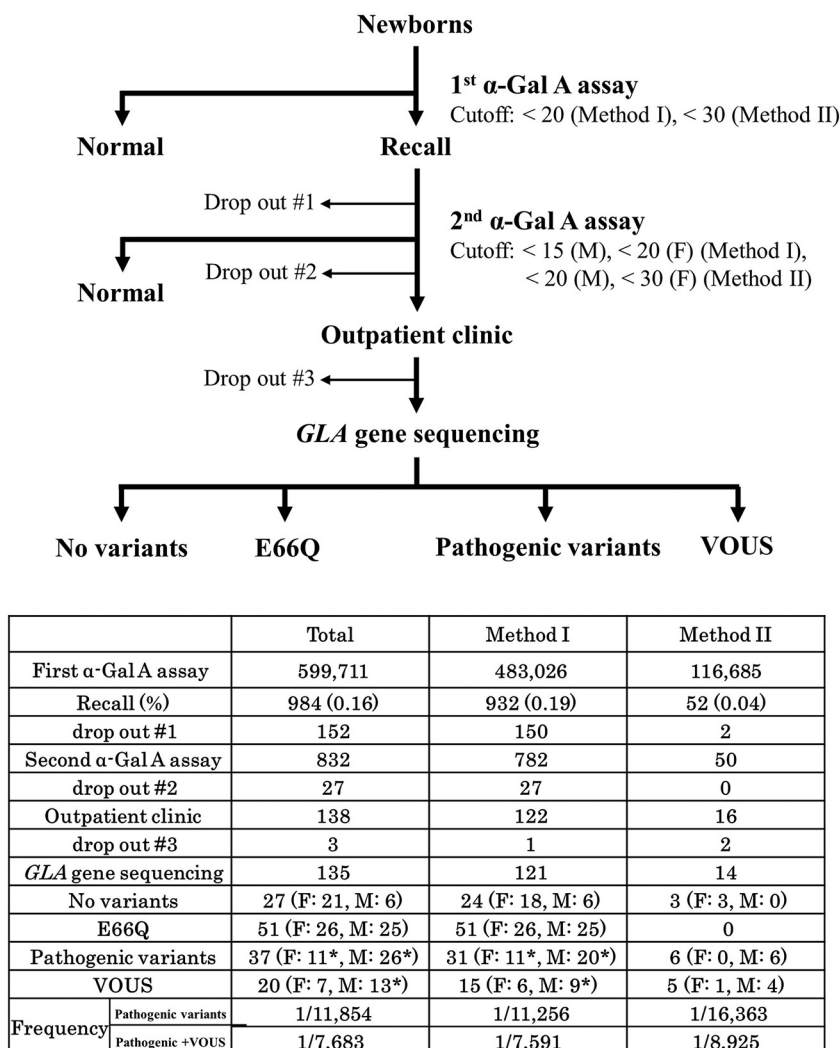 Newborns
1st α-Gal A assay
Cutoff: < 20 (Method I), < 30 (Method II)
Normal
Recall
Drop out #1
2nd α-Gal A assay
Cutoff: < 15 (M), < 20 (F) (Method I),
< 20 (M), < 30 (F) (Method II)
Normal
Drop out #2
Outpatient clinic
Drop out #3
GLA gene sequencing
No variants E66Q Pathogenic variants VOUS
Total Method I Method II
First α-Gal A assay 599,711 483,026 116,685
Recall (%) 984 (0.16) 932 (0.19) 52 (0.04)
drop out #1 152 150 2
Second α-Gal A assay 832 782 50
drop out #2 27 27 0
Outpatient clinic 138 122 16
drop out #3 3 1 2
GLA gene sequencing 135 121 14
No variants 27 (F: 21, M: 6) 24 (F: 18, M: 6) 3 (F: 3, M: 0)
E66Q 51 (F: 26, M: 25) 51 (F: 26, M: 25) 0
Pathogenic variants 37 (F: 11*, M: 26*) 31 (F: 11*, M: 20*) 6 (F: 0, M: 6)
VOUS 20 (F: 7, M: 13*) 15 (F: 6, M: 9*) 5 (F: 1, M: 4)
Frequency Pathogenic variants 1/11,854 1/11,256 1/16,363
Pathogenic +VOUS 1/7,683 1/7,591 1/8,925